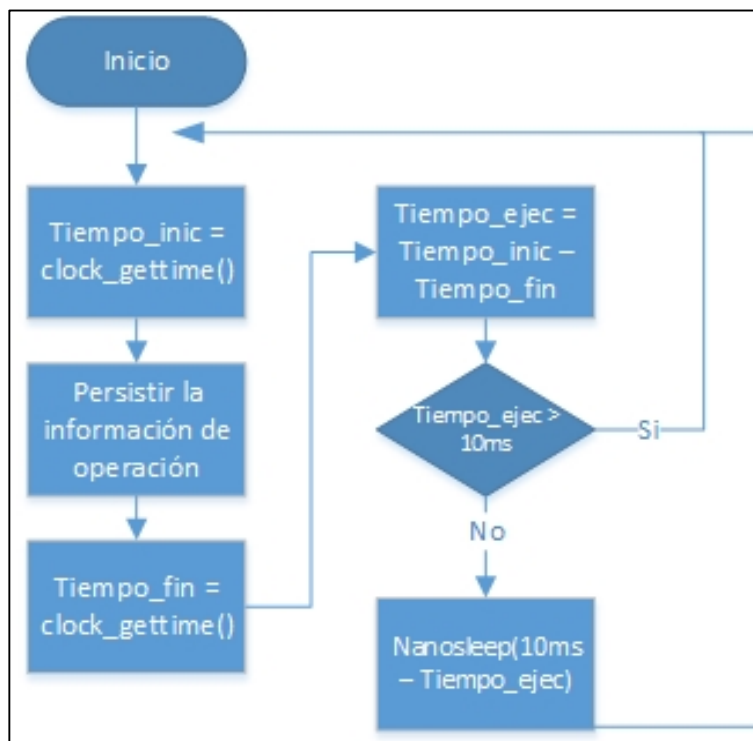 Inicio
Tiempo_inic =
clock_gettime()
Persistir la
información de
operación
Tiempo_fin =
clock_gettime()
Tiempo_ejec =
Tiempo_inic –
Tiempo_fin
Tiempo_ejec >
10ms
Si
No
Nanosleep(10ms
– Tiempo_ejec)